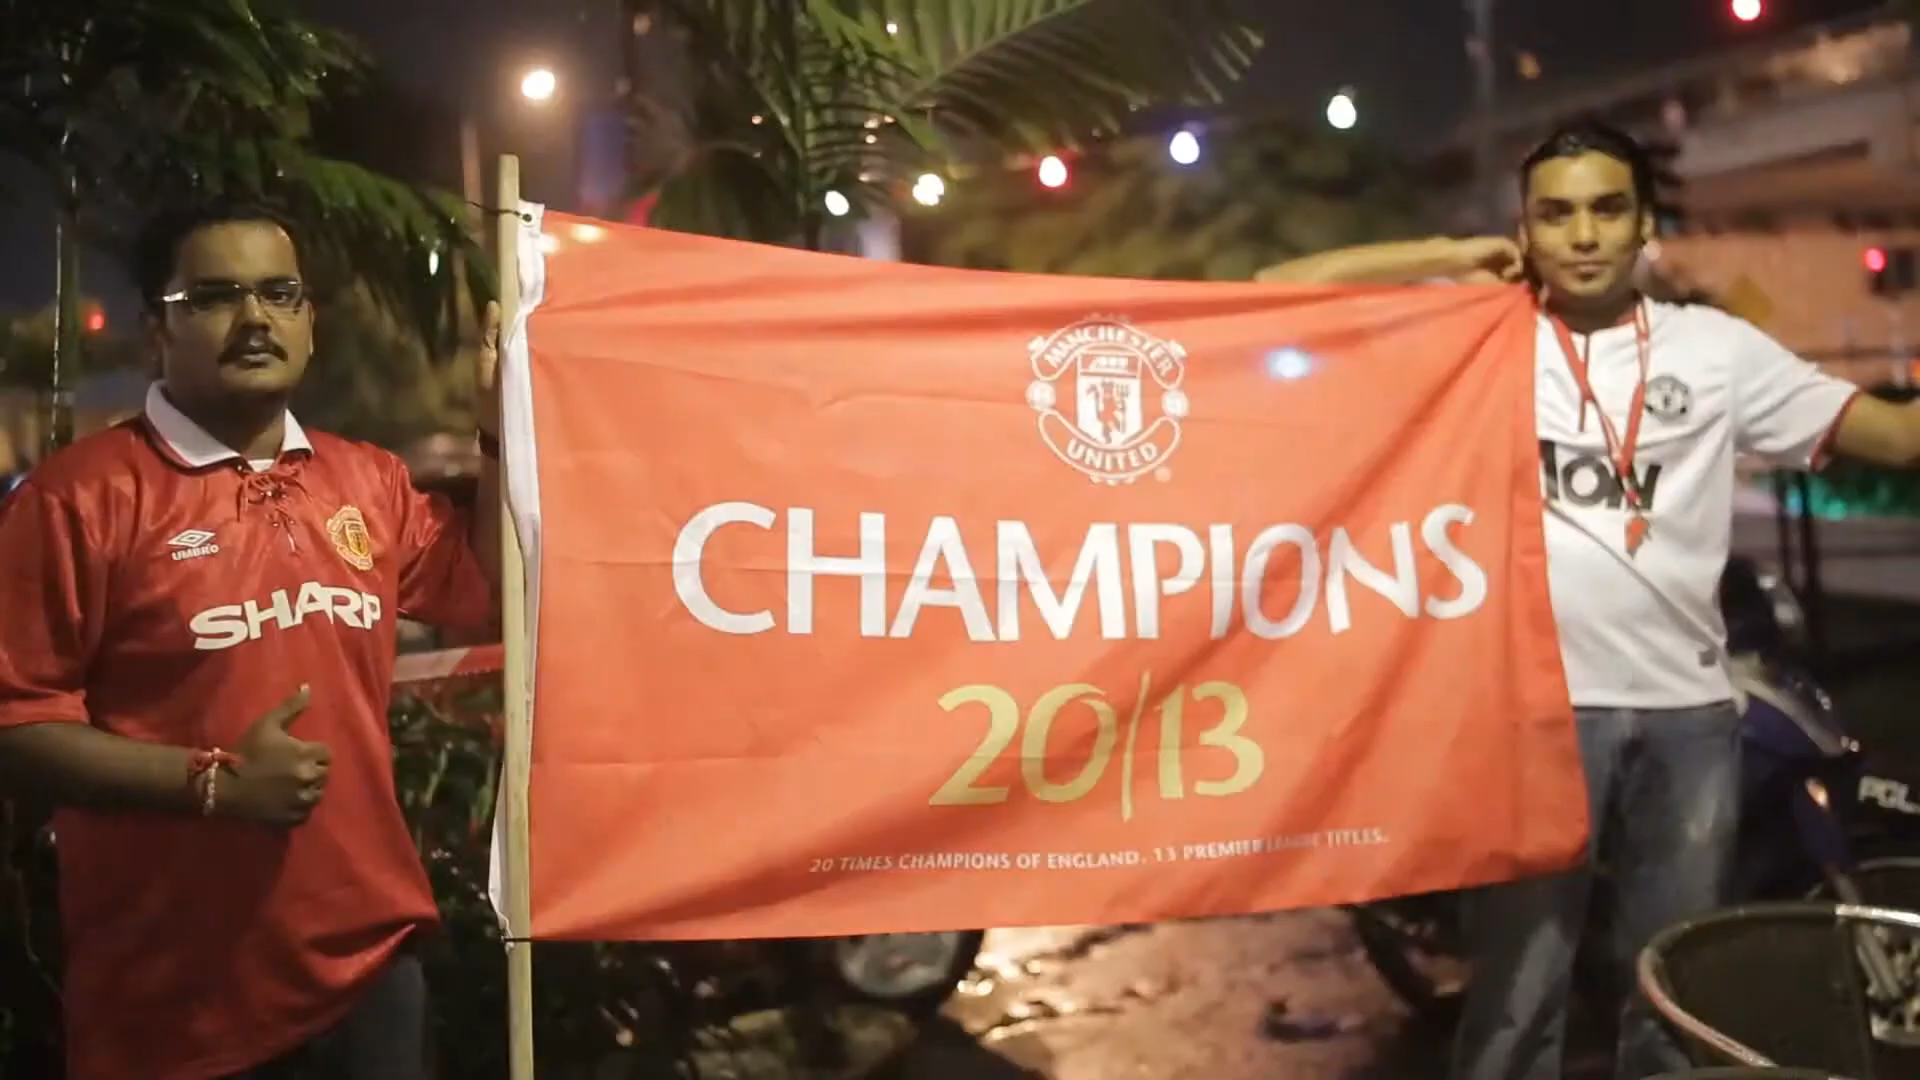 MANCHESTER
UNITED
CHAMPIONS
20/13
20 TIMES CHAMPIONS OF ENGLAND. 13 PREMIER LEAGUE TITLES.
UMBRO
SHARP